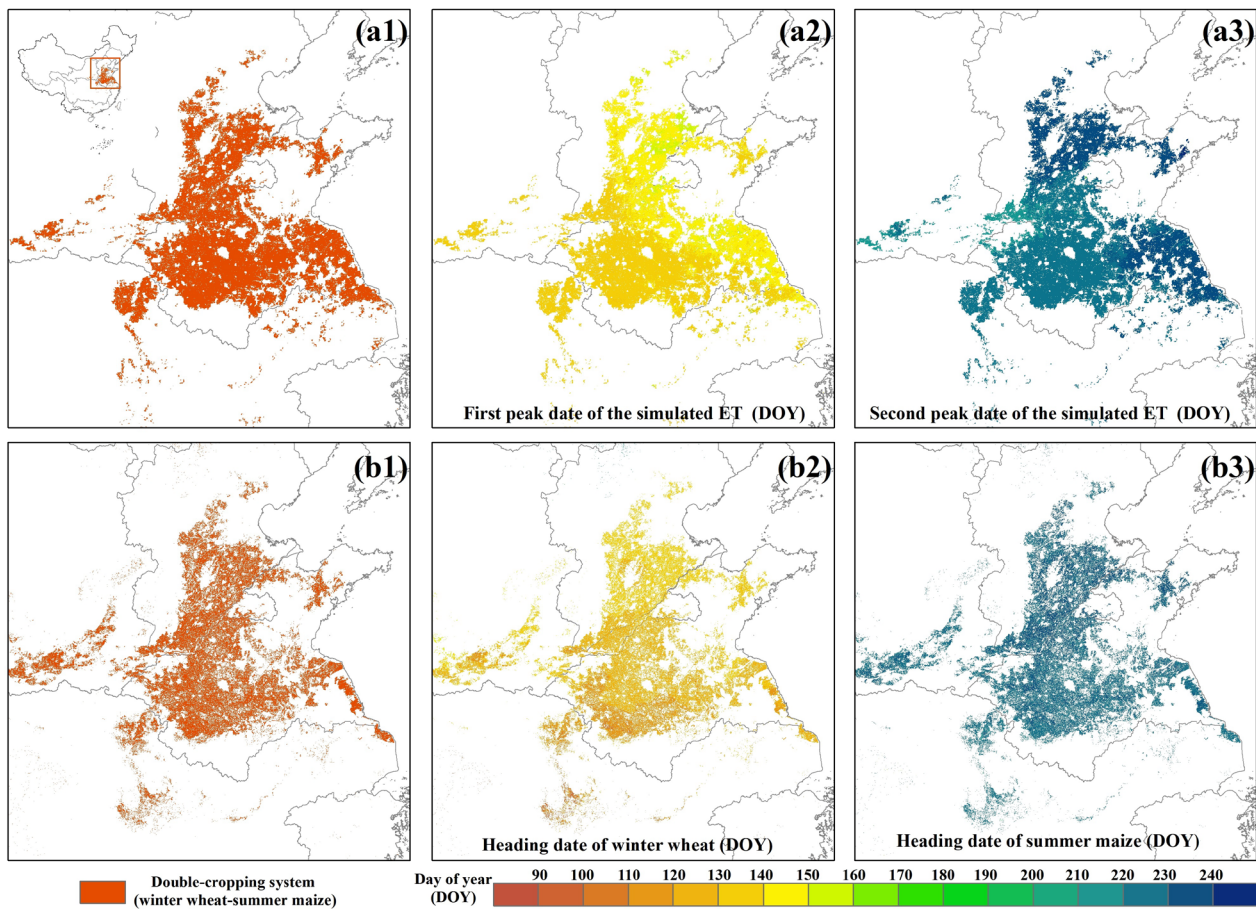 (a1)
(a2)
(a3)
First peak date of the simulated ET (DOY)
Second peak date of the simulated ET (DOY)
(b1)
(b2)
(b3)
Heading date of winter wheat (DOY)
Heading date of summer maize (DOY)
Double-cropping system
(winter wheat-summer maize)
Day of year
(DOY)
90 100 110 120 130 140 150 160 170 180 190 200 210 220 230 240